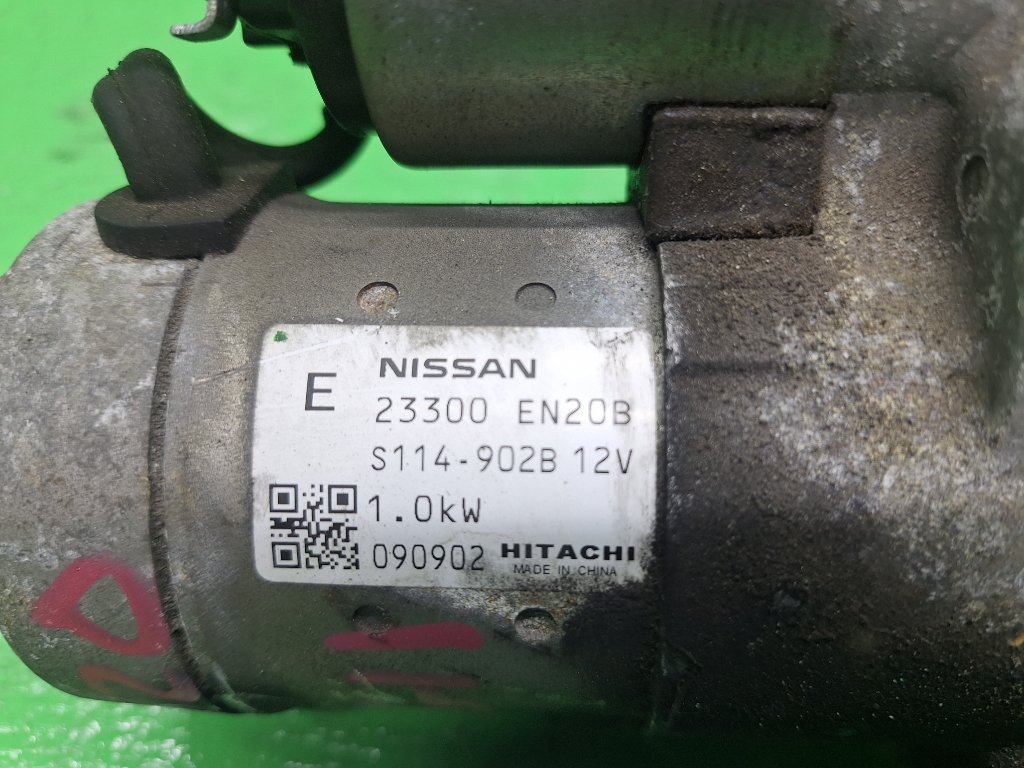 NISSAN
E
23300 EN20B
S114-902B 12V
1.0kW
090902 HITACHI
MADE IN CHINA